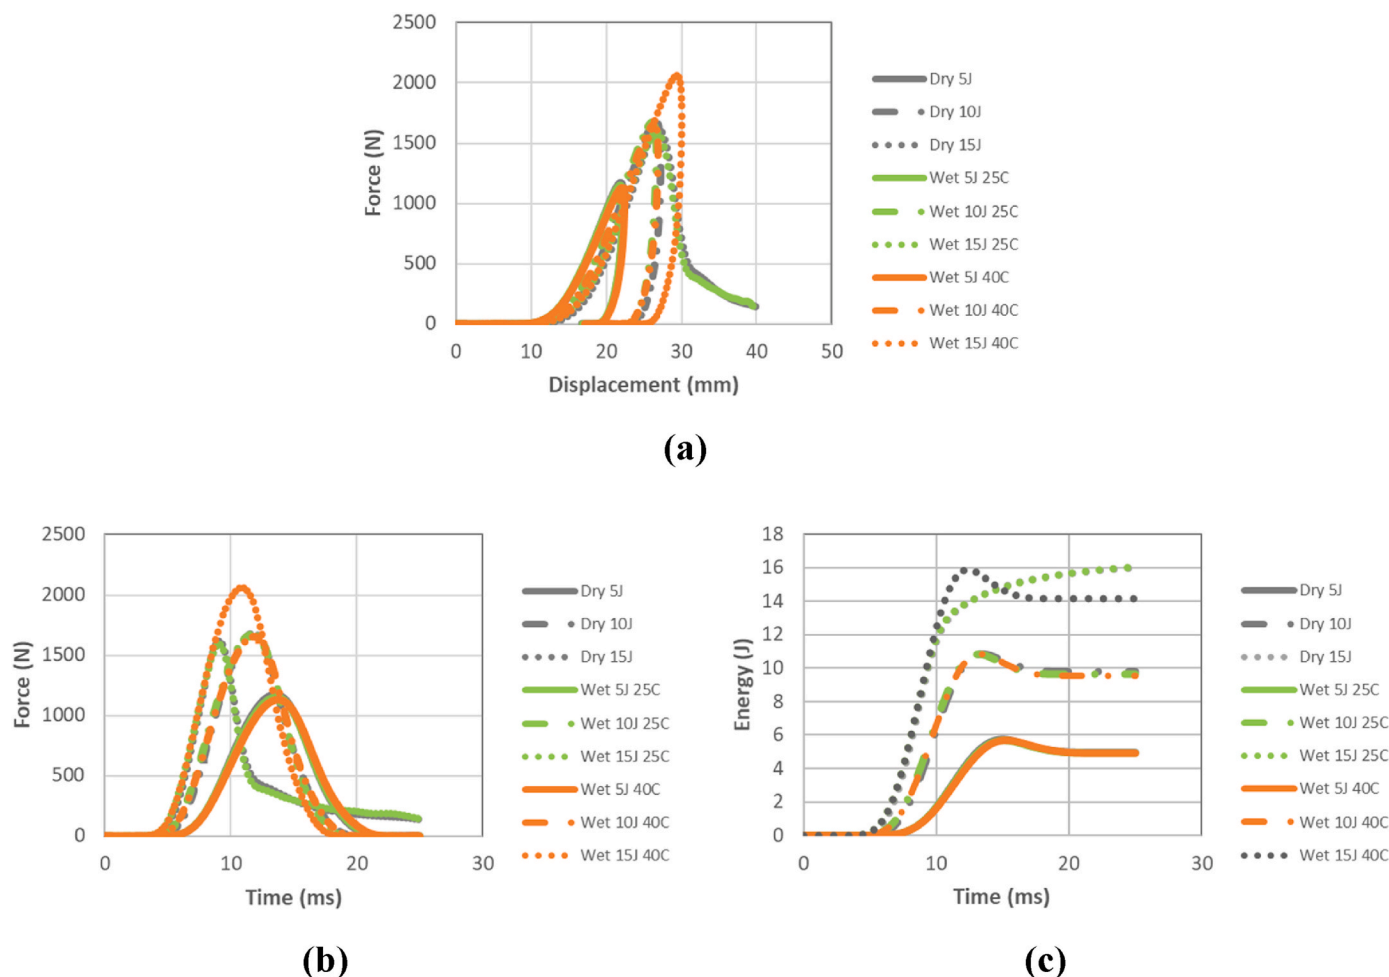 2500
2000
1500
1000
500
0
Force (N)
0 10 20 30 40 50
Displacement (mm)
Dry 5J
Dry 10J
Dry 15J
Wet 5J 25C
Wet 10J 25C
Wet 15J 25C
Wet 5J 40C
Wet 10J 40C
Wet 15J 40C
(a)
2500
2000
1500
1000
500
0
Force (N)
0 10 20 30
Time (ms)
Dry 5J
Dry 10J
Dry 15J
Wet 5J 25C
Wet 10J 25C
Wet 15J 25C
Wet 5J 40C
Wet 10J 40C
Wet 15J 40C
(b)
18
16
14
12
10
8
6
4
2
0
Energy (J)
0 10 20 30
Time (ms)
Dry 5J
Dry 10J
Dry 15J
Wet 5J 25C
Wet 10J 25C
Wet 15J 25C
Wet 5J 40C
Wet 10J 40C
Wet 15J 40C
(c)